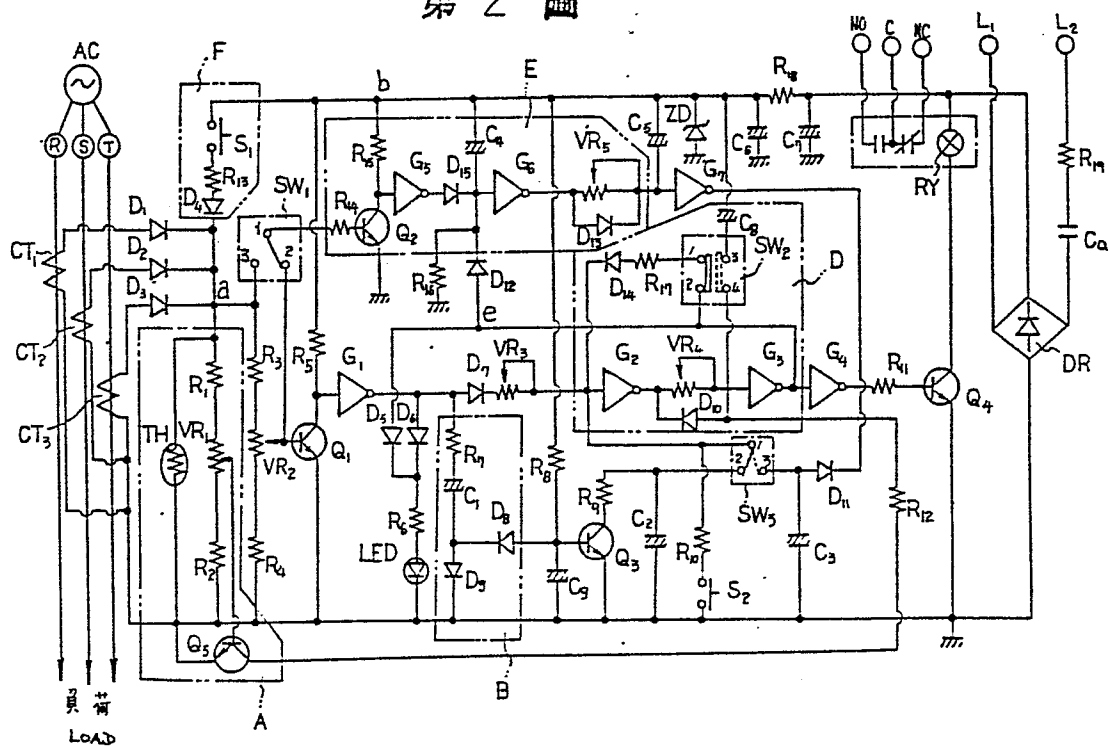 第 2 圖
AC
F
E
b
NO
C
NC
L₁
L₂
R
S
T
S₁
R₁₃
D₄
SW₁
1
2
3
R₁₅
G₅
D₁₅
C₄
G₆
VR₅
C₅
ZD
C₆
R₁₈
C₇
RY
R₁₉
Ca
R₁₄
Q₂
D₁₃
G₇
C₈
D₁
D₂
D₃
CT₁
CT₂
CT₃
a
R₁₆
D₁₂
e
D₁₄
R₁₇
1
2
3
4
SW₂
D
R₅
G₁
D₇
VR₃
G₂
VR₄
G₃
G₄
R₁₁
Q₄
DR
R₁
R₃
TH
VR₁
VR₂
Q₁
D₅
D₆
R₇
C₁
R₈
D₁₀
1
2
3
SW₃
D₁₁
R₁₂
R₂
R₄
R₆
LED
D₈
D₉
C₉
R₉
Q₃
C₂
R₁₀
S₂
C₃
Q₅
A
B
負 荷
LOAD